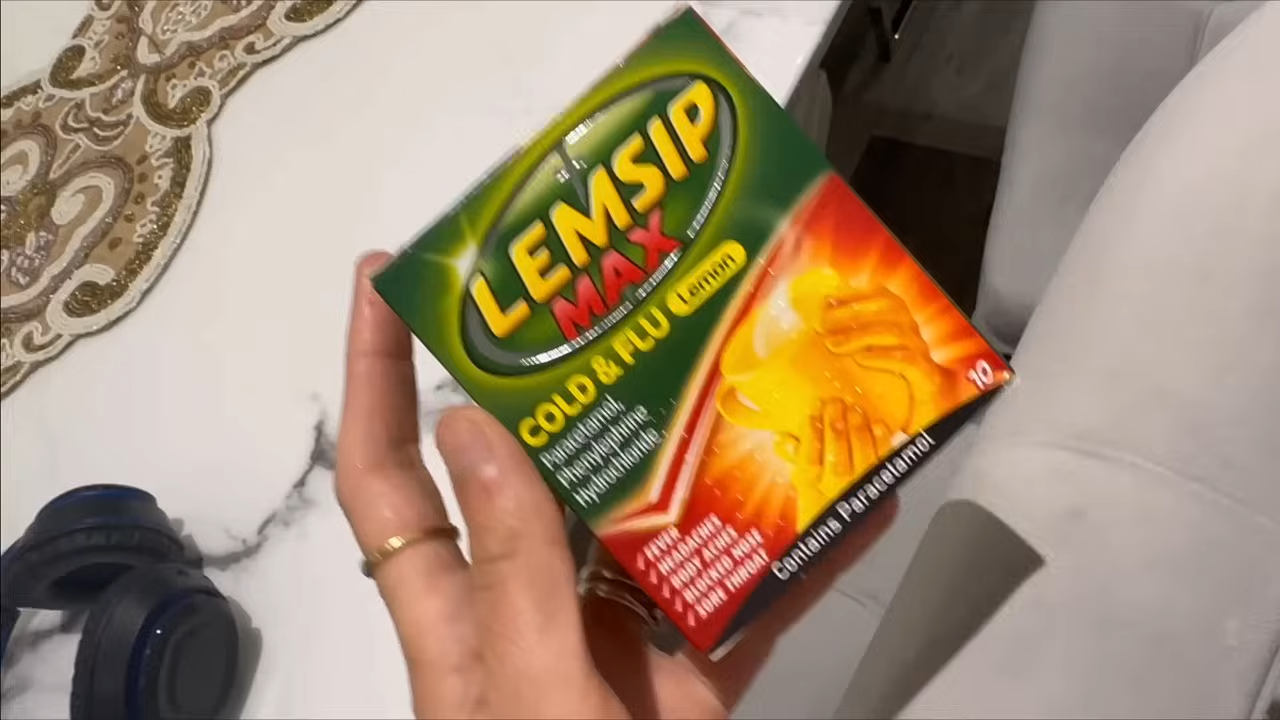 LEMSIP
MAX
COLD & FLU Lemon
Paracetamol,
Phenylephrine
Hydrochloride
10
✓ FEVER
✓ HEADACHES
✓ BODY ACHES
✓ BLOCKED NOSE
✓ SORE THROAT
Contains Paracetamol